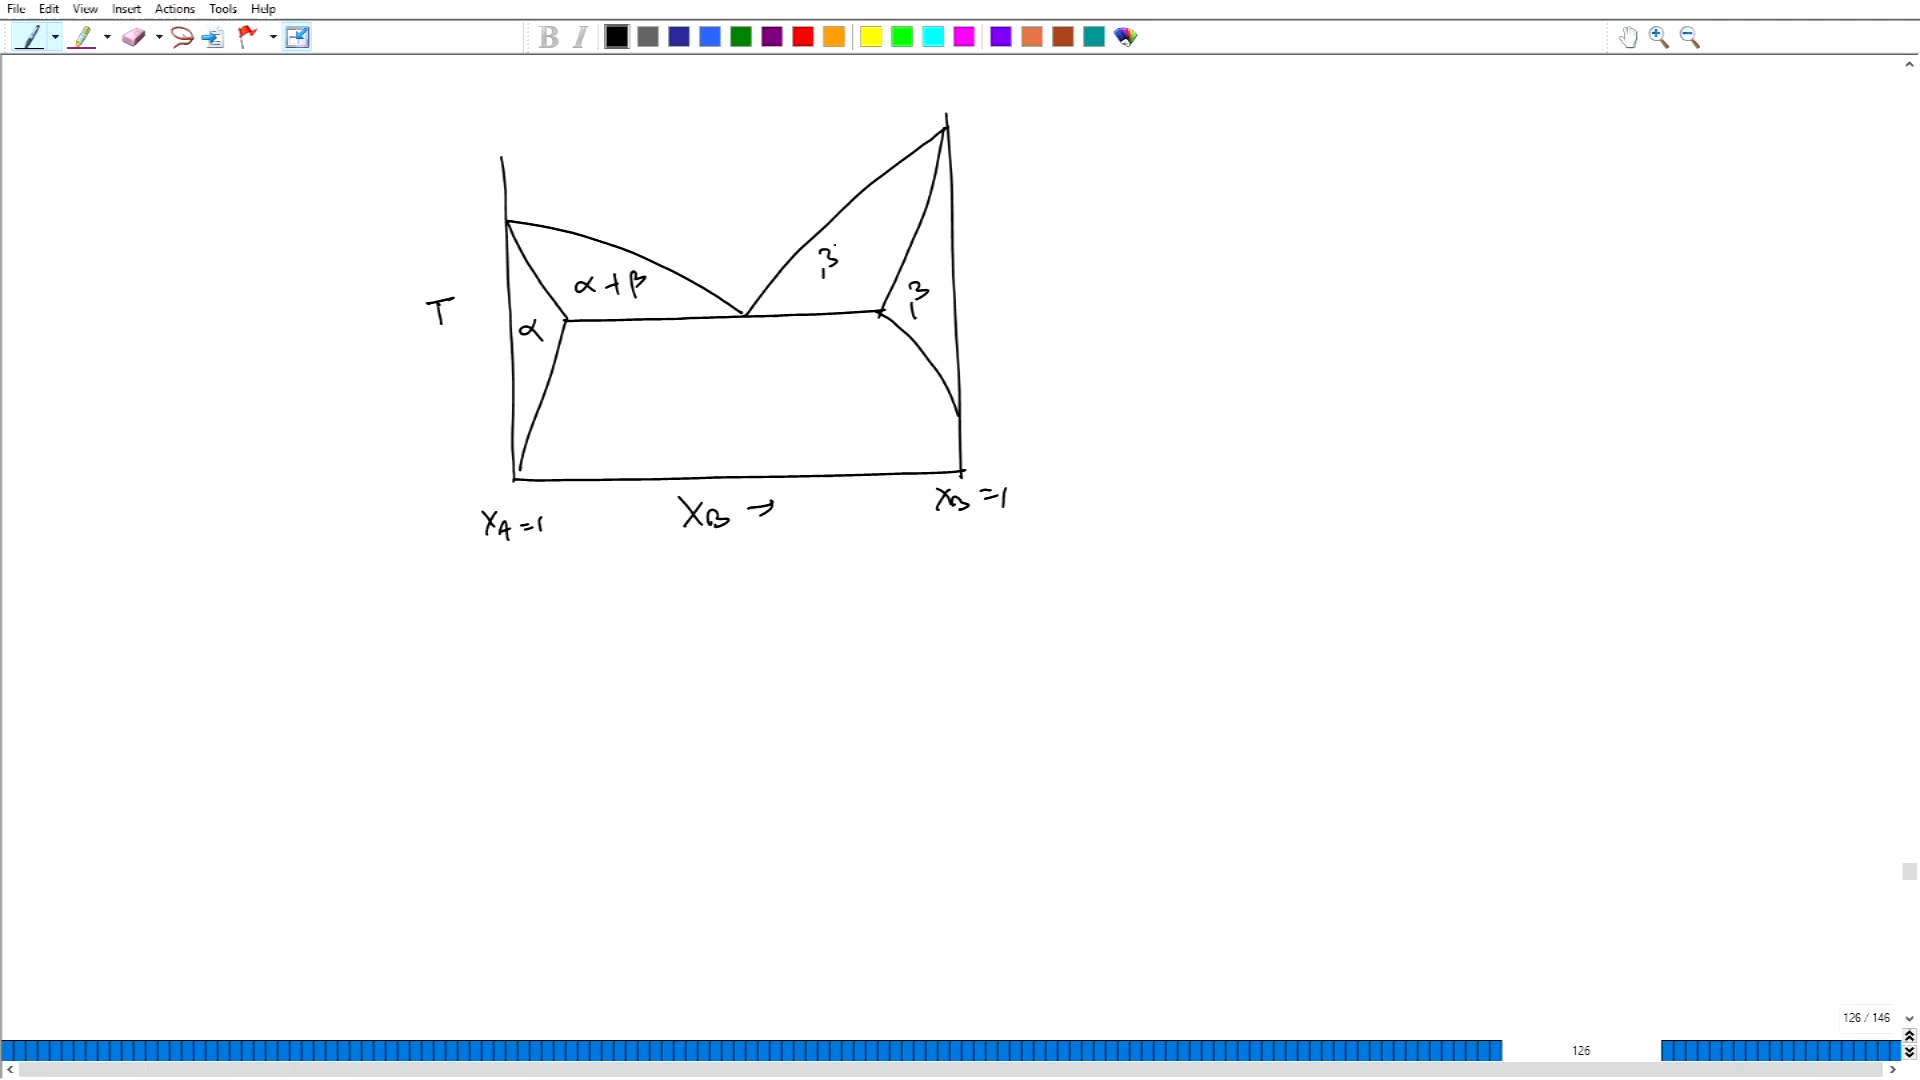 File Edit View Insert Actions Tools Help
B I
β
α + β
β
T
α
X_B =1
X_B →
X_A =1
126 / 146
126